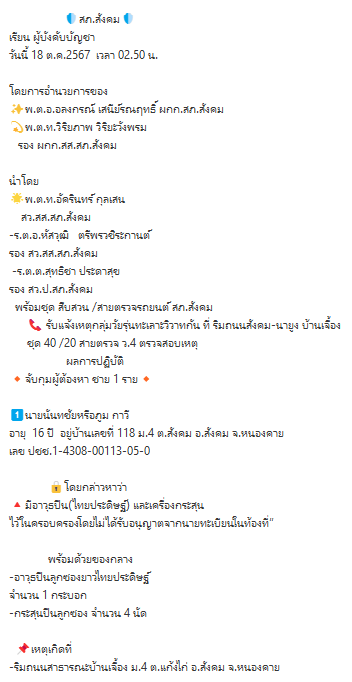 🛡️ สภ.สังคม 🛡️
เรียน ผู้บังคับบัญชา
วันนี้ 18 ต.ค.2567 เวลา 02.50 น.
โดยการอำนวยการของ
✨พ.ต.อ.อลงกรณ์ เสนีย์รณฤทธิ์ ผกก.สภ.สังคม
💫พ.ต.ท.วิริยภาพ วิริยะวังพรม
รอง ผกก.สส.สภ.สังคม
นำโดย
🌟พ.ต.ท.อัครินทร์ กุลเสน
สว.สส.สภ.สังคม
-ร.ต.อ.หัสวุฒิ ตรีพรวชิระกานต์
รอง สว.สส.สภ.สังคม
-ร.ต.ต.สุทธิชา ประดาสุข
รอง สว.ป.สภ.สังคม
พร้อมชุด สืบสวน /สายตรวจรถยนต์ สภ.สังคม
📞 รับแจ้งเหตุกลุ่มวัยรุ่นทะเลาะวิวาทกัน ที่ ริมถนนสังคม-นายูง บ้านเจื้อง
ชุด 40 /20 สายตรวจ ว.4 ตรวจสอบเหตุ
ผลการปฏิบัติ
🔸จับกุมผู้ต้องหา ชาย 1 ราย🔸
1️⃣นายนันทชัยหรือภูม กาวี
อายุ 16 ปี อยู่บ้านเลขที่ 118 ม.4 ต.สังคม อ.สังคม จ.หนองคาย
เลข ปชช.1-4308-00113-05-0
🔒โดยกล่าวหาว่า
🔺มีอาวุธปืน(ไทยประดิษฐ์) และเครื่องกระสุน
ไว้ในครอบครองโดยไม่ได้รับอนุญาตจากนายทะเบียนในท้องที่"
พร้อมด้วยของกลาง
-อาวุธปืนลูกซองยาวไทยประดิษฐ์
จำนวน 1 กระบอก
-กระสุนปืนลูกซอง จำนวน 4 นัด
📌เหตุเกิดที่
-ริมถนนสาธารณะบ้านเจื้อง ม.4 ต.แก้งไก่ อ.สังคม จ.หนองคาย